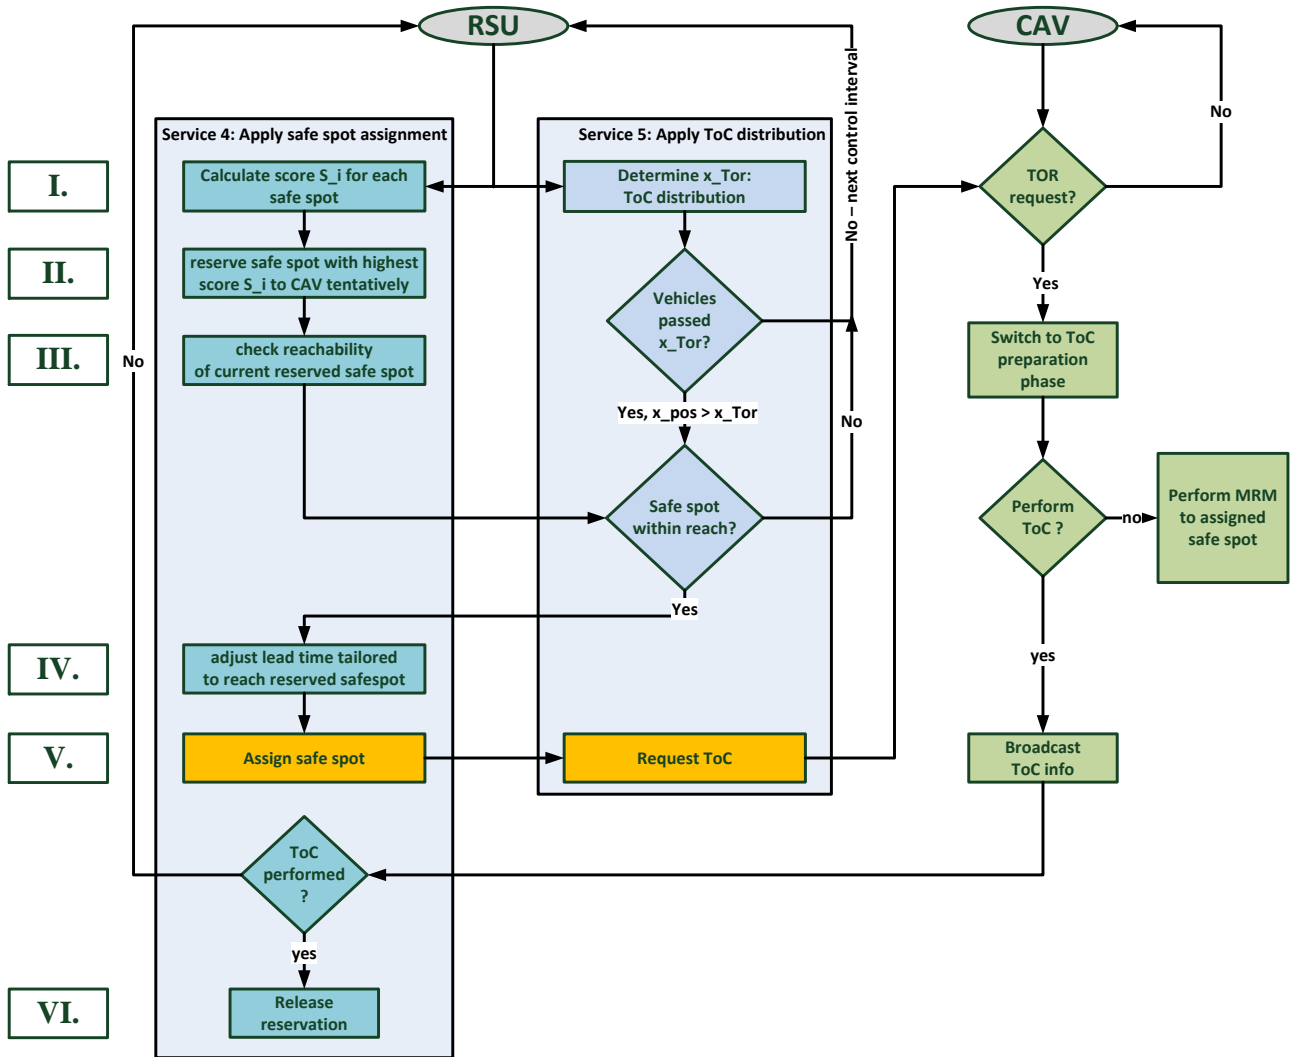 RSU
CAV
No – next control interval
No
Service 4: Apply safe spot assignment
Service 5: Apply ToC distribution
I.
Calculate score S_i for each
safe spot
Determine x_Tor:
ToC distribution
TOR
request?
II.
reserve safe spot with highest
score S_i to CAV tentatively
Vehicles
passed
x_Tor?
Yes
III.
No
check reachability
of current reserved safe spot
Switch to ToC
preparation
phase
Yes, x_pos > x_Tor
No
Safe spot
within reach?
Perform
ToC ?
no
Perform MRM
to assigned
safe spot
Yes
IV.
adjust lead time tailored
to reach reserved safespot
yes
V.
Assign safe spot
Request ToC
Broadcast
ToC info
ToC
performed
?
yes
VI.
Release
reservation